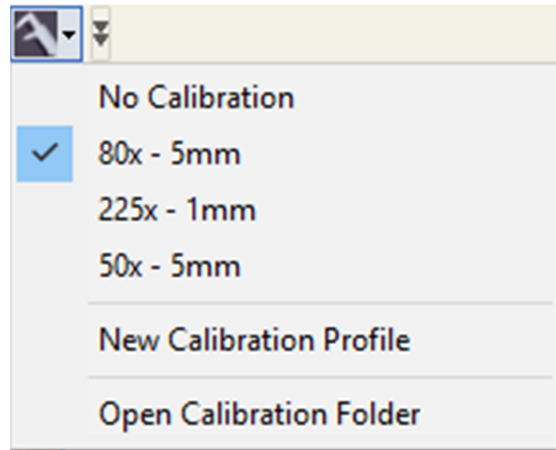 No Calibration
80x - 5mm
225x - 1mm
50x - 5mm
New Calibration Profile
Open Calibration Folder